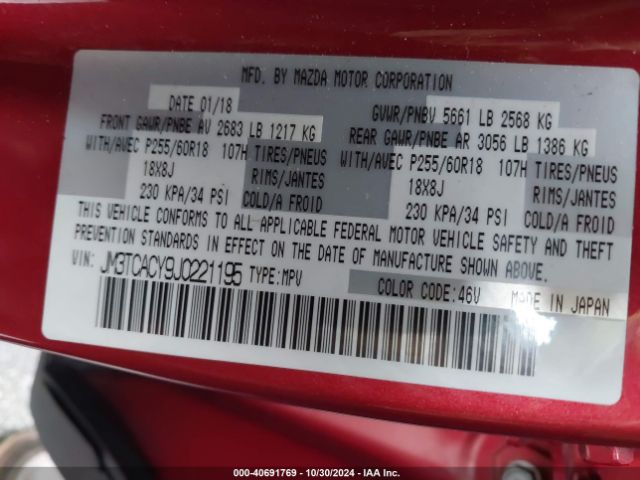 MFD. BY MAZDA MOTOR CORPORATION
DATE 01/18 GVWR/PNBV 5661 LB 2568 KG
FRONT GAWR/PNBE AV 2683 LB 1217 KG REAR GAWR/PNBE AR 3056 LB 1386 KG
WITH/AVEC P255/60R18 107H TIRES/PNEUS WITH/AVEC P255/60R18 107H TIRES/PNEUS
18X8J RIMS/JANTES 18X8J RIMS/JANTES
230 KPA/34 PSI COLD/A FROID 230 KPA/34 PSI COLD/A FROID
THIS VEHICLE CONFORMS TO ALL APPLICABLE FEDERAL MOTOR VEHICLE SAFETY AND THEFT
PREVENTION STANDARDS IN EFFECT ON THE DATE OF MANUFACTURE SHOWN ABOVE.
VIN: JM3TCACY9J0221195 TYPE:MPV
COLOR CODE:46V MADE IN JAPAN
000-40691769 - 10/30/2024 - IAA Inc.